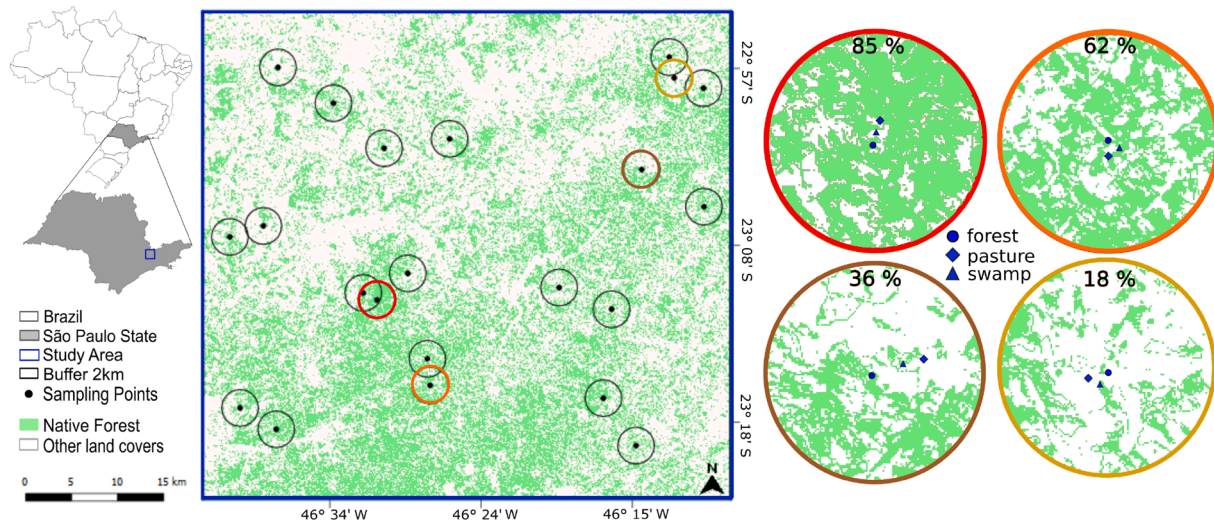 Brazil
São Paulo State
Study Area
Buffer 2km
Sampling Points
Native Forest
Other land covers
0 5 10 15 km
22° 57' S
23° 08' S
23° 18' S
46° 34' W
46° 24' W
46° 15' W
N
85 %
62 %
forest
pasture
swamp
36 %
18 %